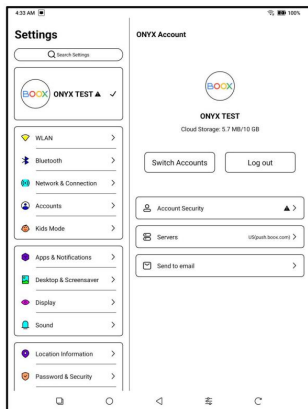 4:33 AM
100%
Settings
Search Settings
BOOX
ONYX TEST
WLAN
Bluetooth
Network & Connection
Accounts
Kids Mode
Apps & Notifications
Desktop & Screensaver
Display
Sound
Location Information
Password & Security
ONYX Account
BOOX
ONYX TEST
Cloud Storage: 5.7 MB/10 GB
Switch Accounts
Log out
Account Security
Servers
US(push.boox.com)
Send to email